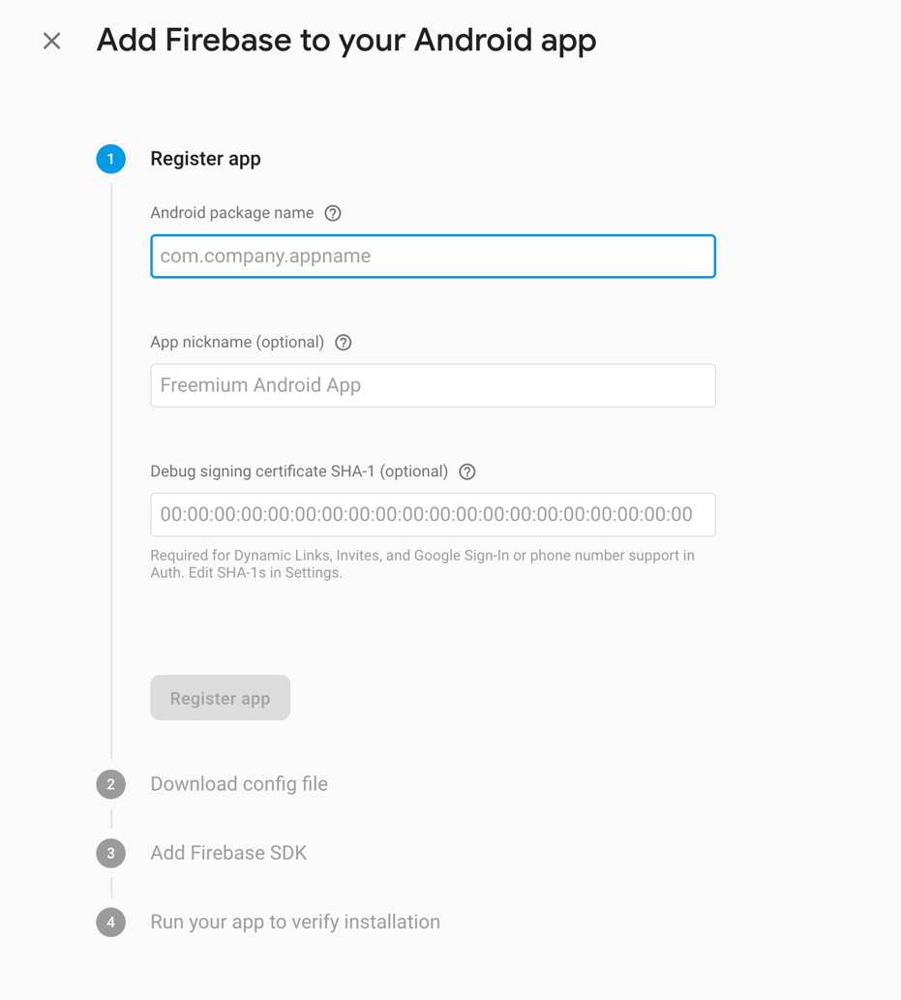 Add Firebase to your Android app
1 Register app
Android package name ?
com.company.appname
App nickname (optional) ?
Freemium Android App
Debug signing certificate SHA-1 (optional) ?
00:00:00:00:00:00:00:00:00:00:00:00:00:00:00:00:00:00:00:00
Required for Dynamic Links, Invites, and Google Sign-In or phone number support in
Auth. Edit SHA-1s in Settings.
Register app
2 Download config file
3 Add Firebase SDK
4 Run your app to verify installation